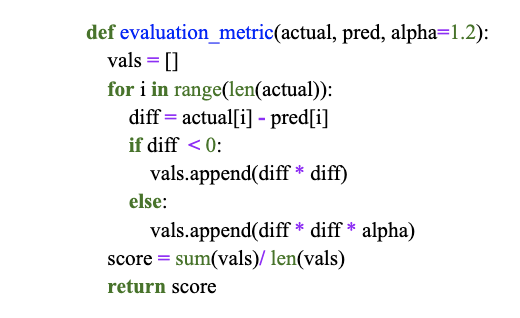 def evaluation_metric(actual, pred, alpha=1.2):
    vals = []
    for i in range(len(actual)):
        diff = actual[i] - pred[i]
        if diff < 0:
            vals.append(diff * diff)
        else:
            vals.append(diff * diff * alpha)
    score = sum(vals)/ len(vals)
    return score